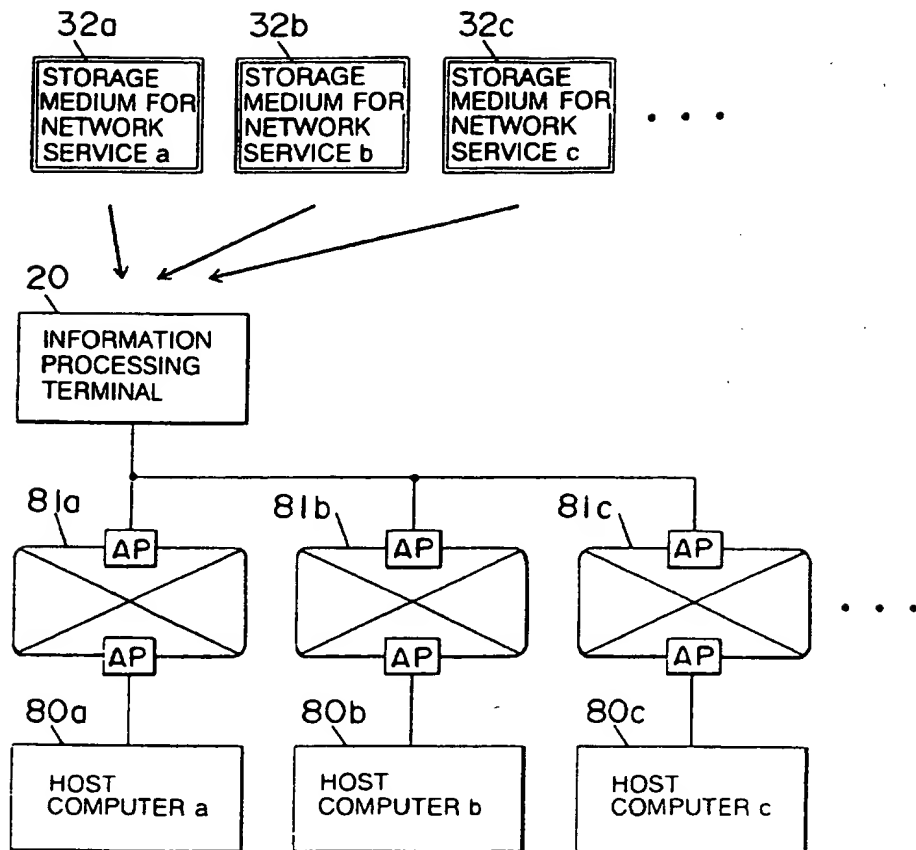 32a 32b 32c
STORAGE
MEDIUM FOR
NETWORK
SERVICE a
STORAGE
MEDIUM FOR
NETWORK
SERVICE b
STORAGE
MEDIUM FOR
NETWORK
SERVICE c
20
INFORMATION
PROCESSING
TERMINAL
81a 81b 81c
AP AP AP
AP AP AP
80a 80b 80c
HOST
COMPUTER a
HOST
COMPUTER b
HOST
COMPUTER c